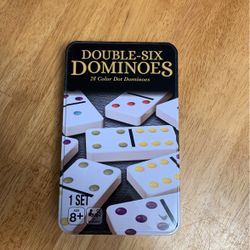 DOUBLE-SIX
DOMINOES
28 Color Dot Dominoes
1 SET
8+